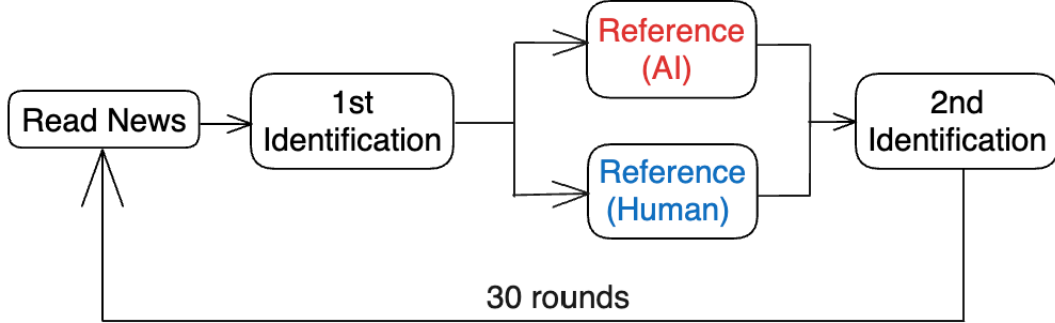 Read News
1st
Identification
Reference
(AI)
Reference
(Human)
2nd
Identification
30 rounds